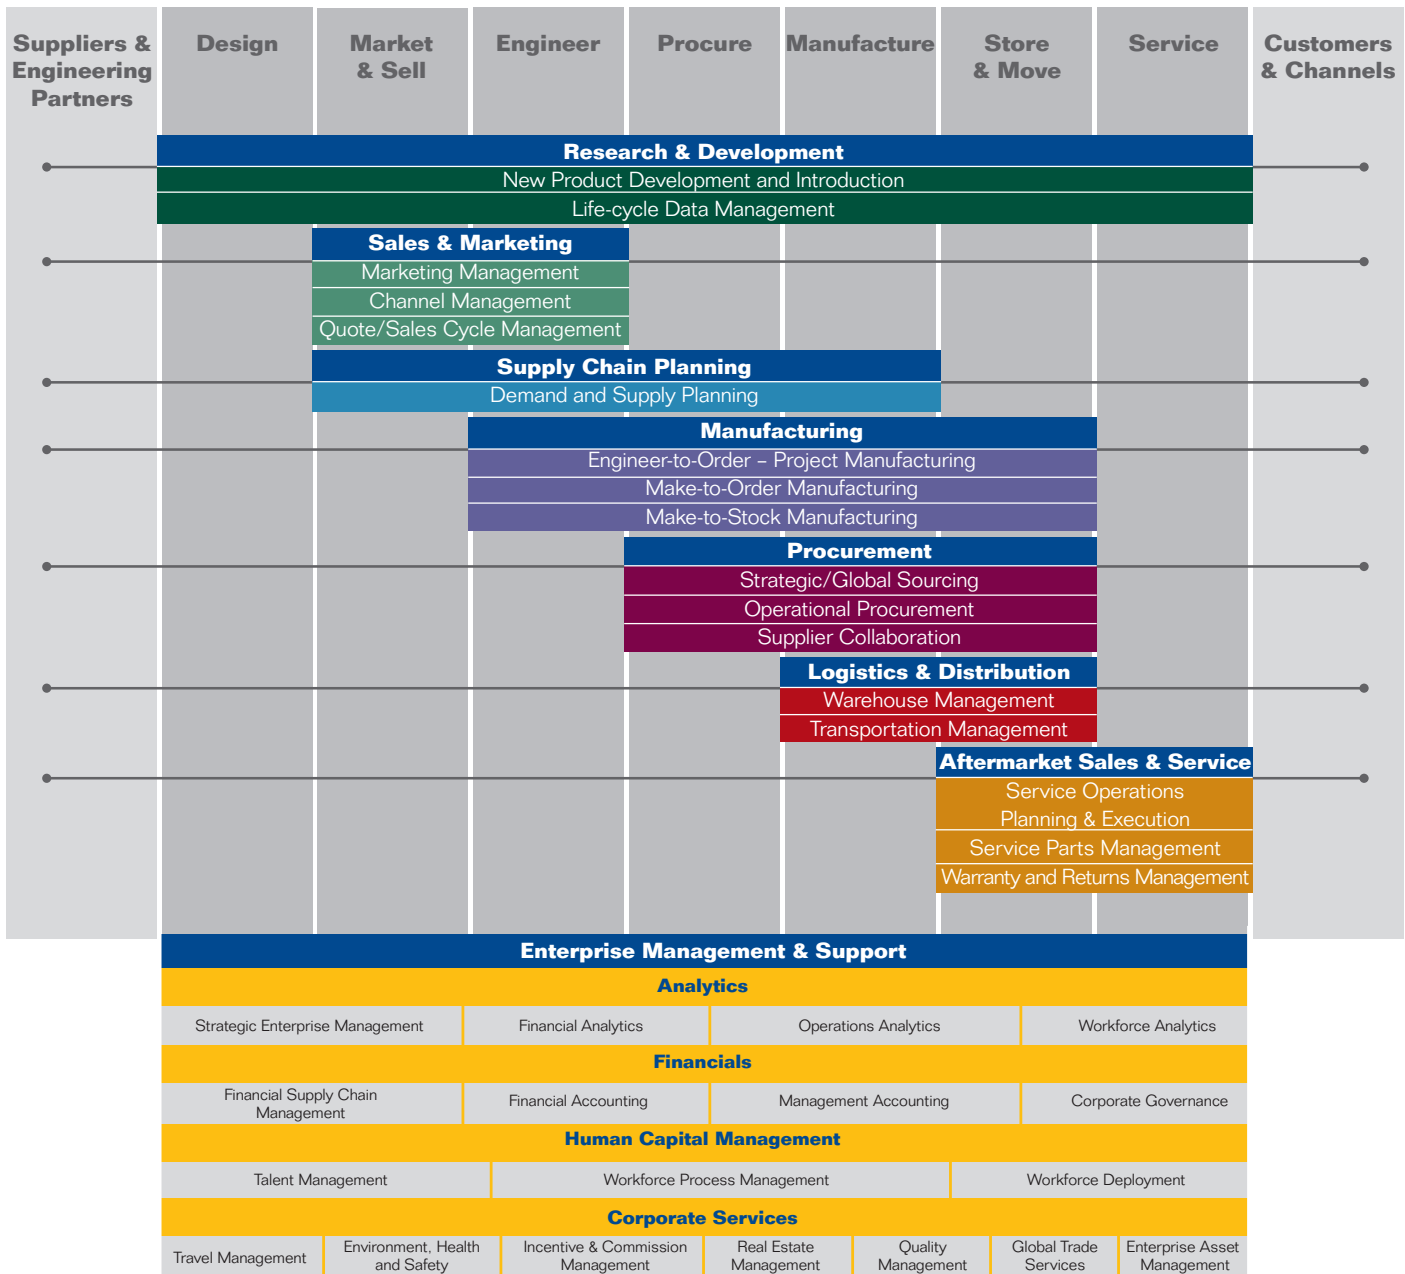 Suppliers &
Engineering
Partners
Design
Market
& Sell
Engineer
Procure
Manufacture
Store
& Move
Service
Customers
& Channels
Research & Development
New Product Development and Introduction
Life-cycle Data Management
Sales & Marketing
Marketing Management
Channel Management
Quote/Sales Cycle Management
Supply Chain Planning
Demand and Supply Planning
Manufacturing
Engineer-to-Order – Project Manufacturing
Make-to-Order Manufacturing
Make-to-Stock Manufacturing
Procurement
Strategic/Global Sourcing
Operational Procurement
Supplier Collaboration
Logistics & Distribution
Warehouse Management
Transportation Management
Aftermarket Sales & Service
Service Operations
Planning & Execution
Service Parts Management
Warranty and Returns Management
Enterprise Management & Support
Analytics
Strategic Enterprise Management
Financial Analytics
Operations Analytics
Workforce Analytics
Financials
Financial Supply Chain
Management
Financial Accounting
Management Accounting
Corporate Governance
Human Capital Management
Talent Management
Workforce Process Management
Workforce Deployment
Corporate Services
Travel Management
Environment, Health
and Safety
Incentive & Commission
Management
Real Estate
Management
Quality
Management
Global Trade
Services
Enterprise Asset
Management